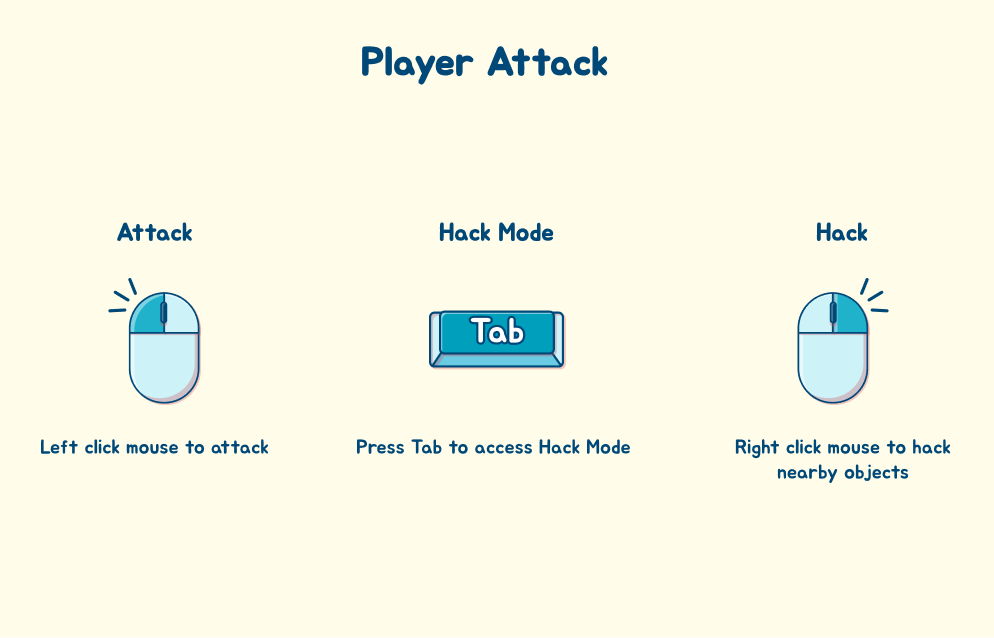 Player Attack
Attack
Hack Mode
Hack
Tab
Left click mouse to attack
Press Tab to access Hack Mode
Right click mouse to hack
nearby objects